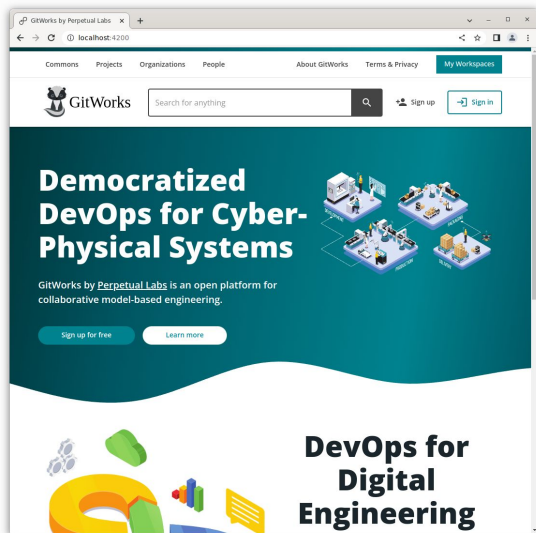 GitWorks by Perpetual Labs
localhost:4200
Commons Projects Organizations People About GitWorks Terms & Privacy My Workspaces
GitWorks Search for anything Sign up Sign in
Democratized
DevOps for Cyber-
Physical Systems
GitWorks by Perpetual Labs is an open platform for
collaborative model-based engineering.
Sign up for free Learn more
DevOps for
Digital
Engineering